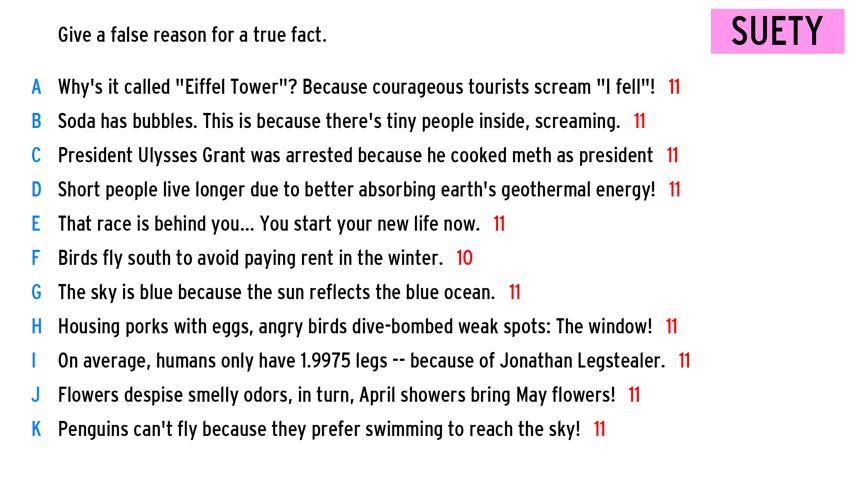 Give a false reason for a true fact.
SUETY
A Why's it called "Eiffel Tower"? Because courageous tourists scream "I fell"! 11
B Soda has bubbles. This is because there's tiny people inside, screaming. 11
C President Ulysses Grant was arrested because he cooked meth as president 11
D Short people live longer due to better absorbing earth's geothermal energy! 11
E That race is behind you... You start your new life now. 11
F Birds fly south to avoid paying rent in the winter. 10
G The sky is blue because the sun reflects the blue ocean. 11
H Housing porks with eggs, angry birds dive-bombed weak spots: The window! 11
I On average, humans only have 1.9975 legs -- because of Jonathan Legstealer. 11
J Flowers despise smelly odors, in turn, April showers bring May flowers! 11
K Penguins can't fly because they prefer swimming to reach the sky! 11